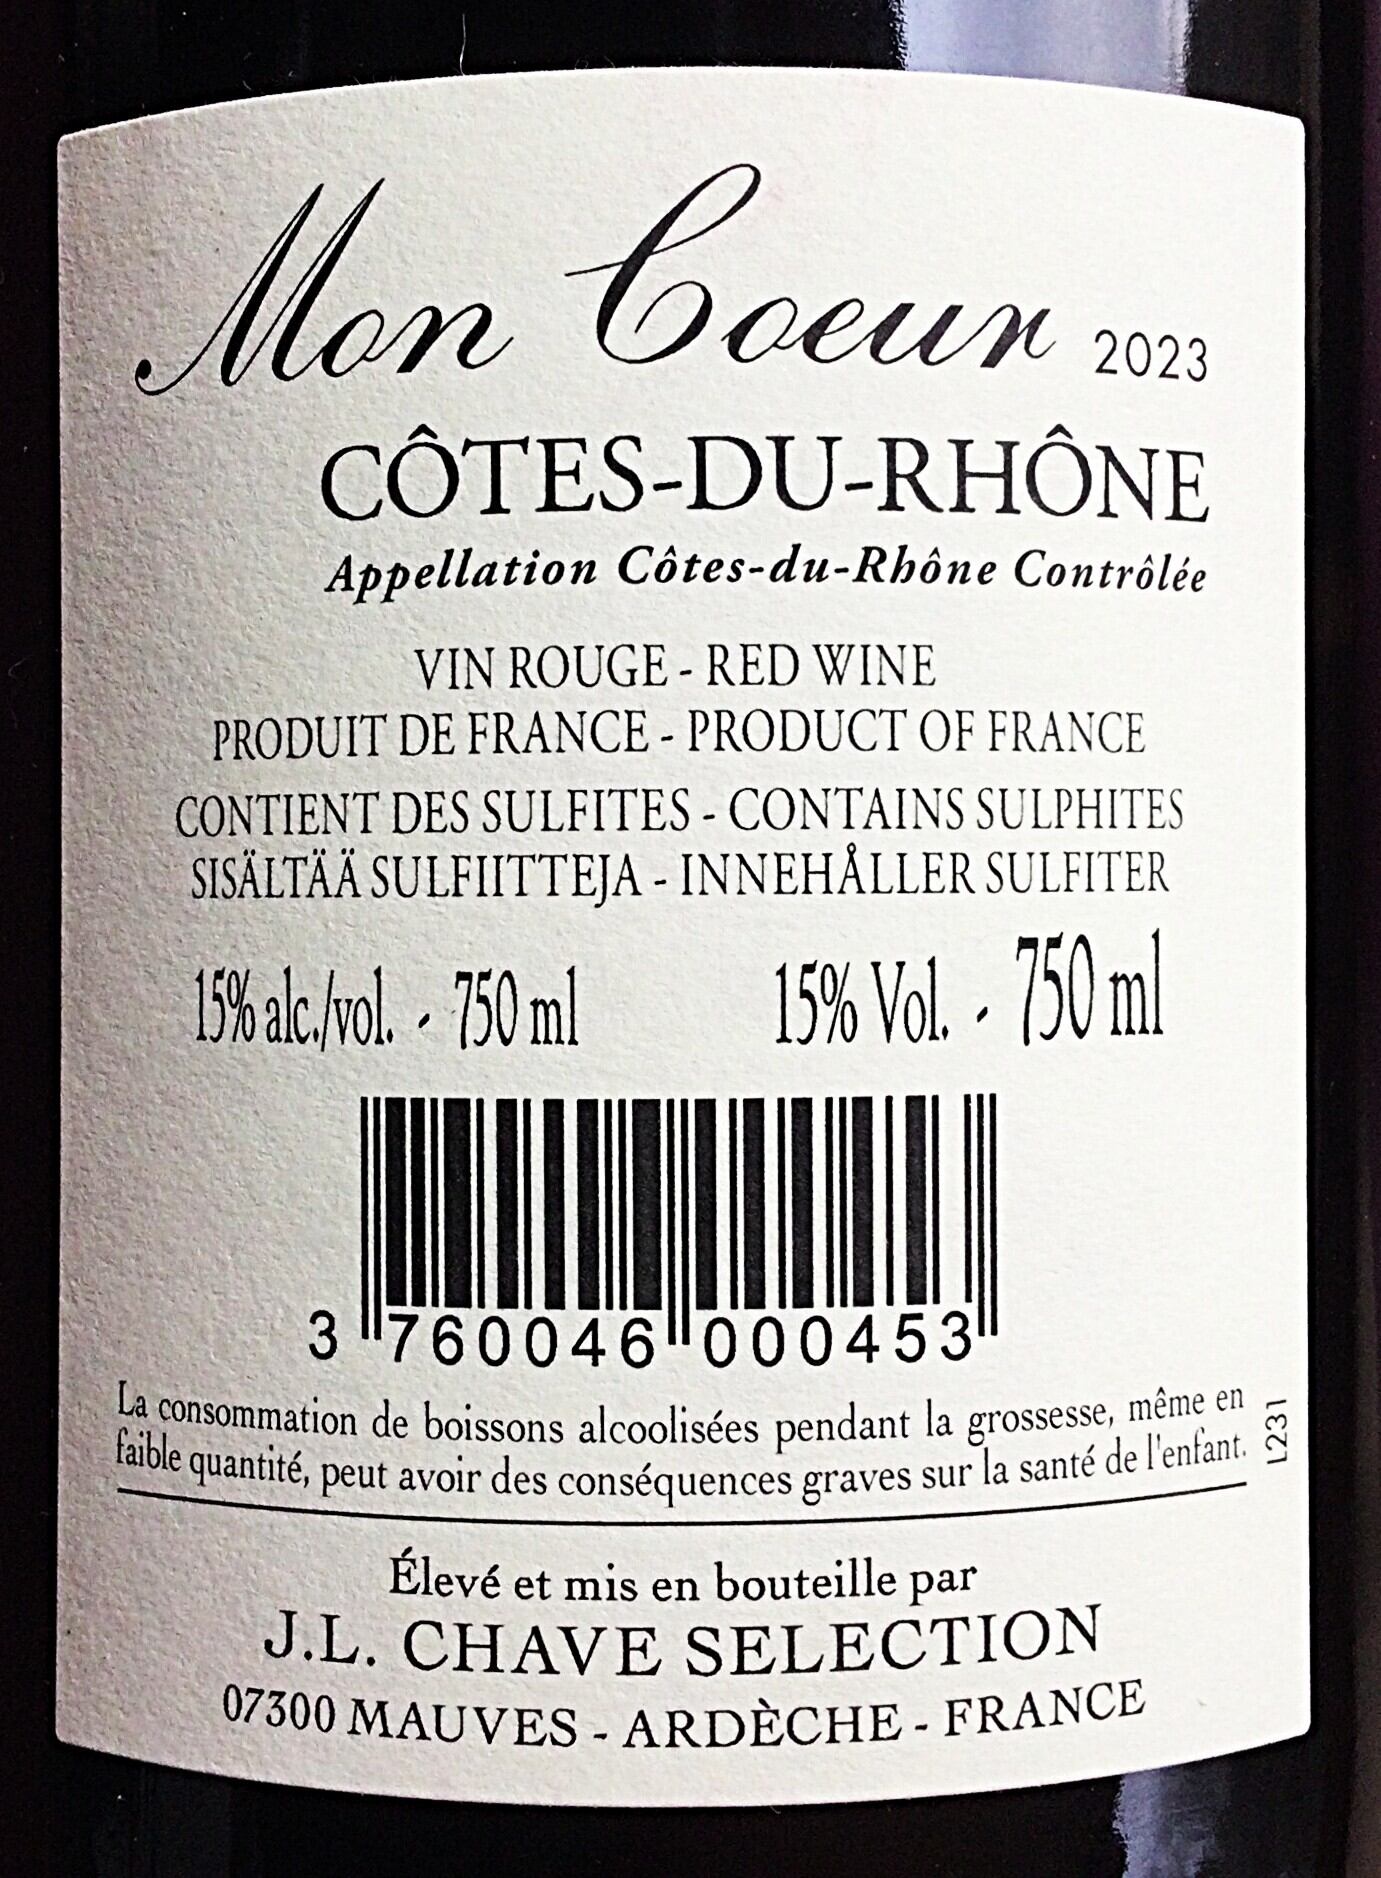 Mon Coeur 2023
CÔTES-DU-RHÔNE
Appellation Côtes-du-Rhône Contrôlée
VIN ROUGE - RED WINE
PRODUIT DE FRANCE - PRODUCT OF FRANCE
CONTIENT DES SULFITES - CONTAINS SULPHITES
SISÄLTÄÄ SULFIITTEJA - INNEHÅLLER SULFITER
15% alc./vol. - 750 ml 15% Vol. - 750 ml
3 760046 000453
La consommation de boissons alcoolisées pendant la grossesse, même en
faible quantité, peut avoir des conséquences graves sur la santé de l'enfant.
L231
Élevé et mis en bouteille par
J.L. CHAVE SELECTION
07300 MAUVES - ARDÈCHE - FRANCE